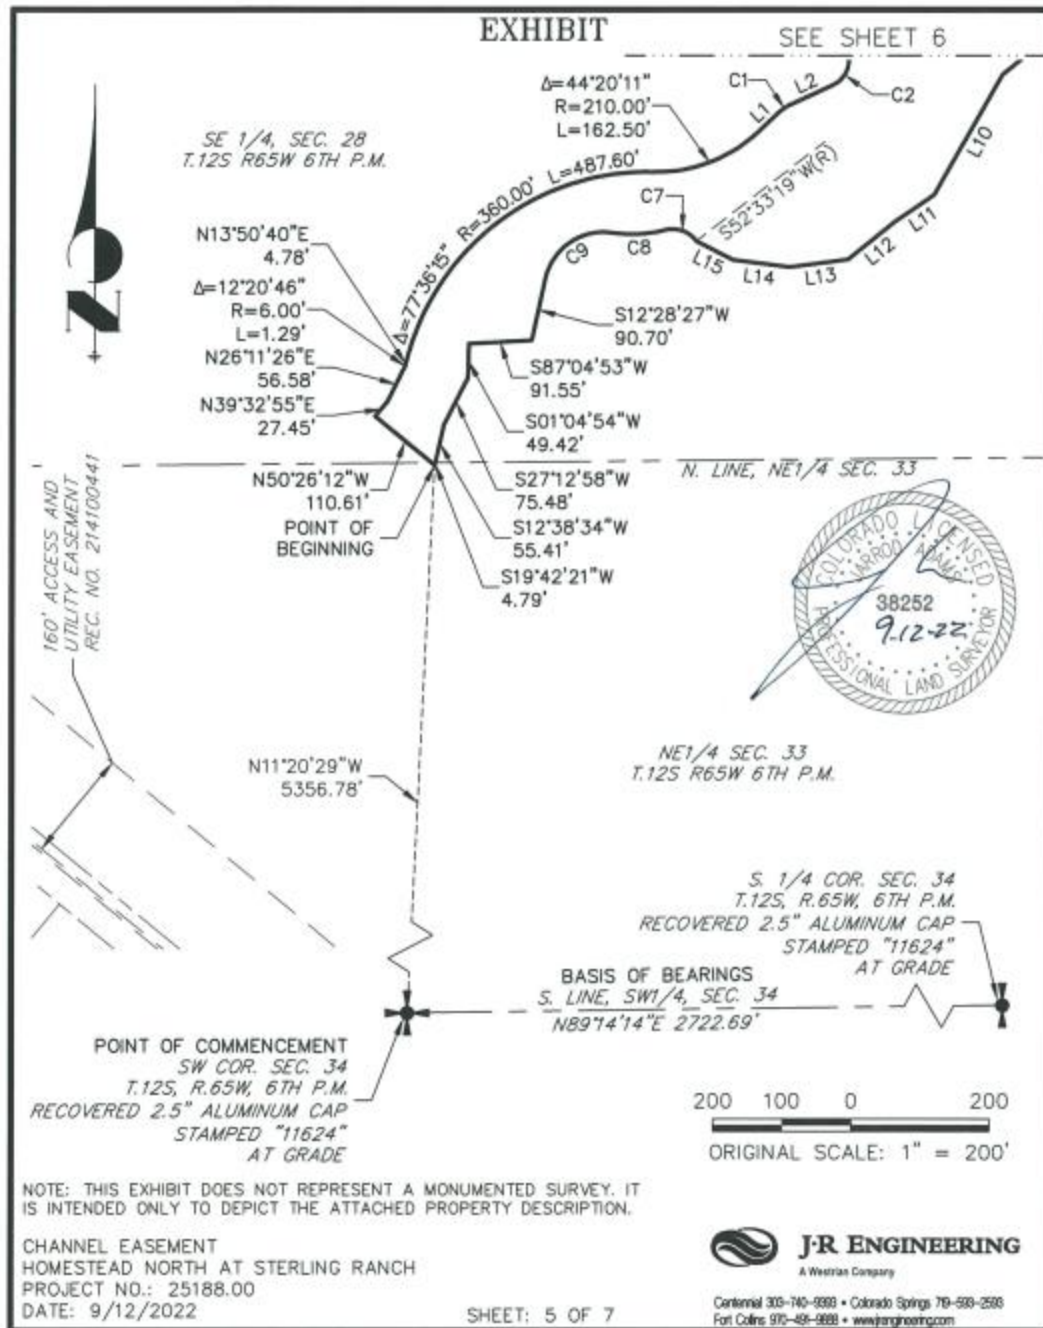 EXHIBIT
SEE SHEET 6
SE 1/4, SEC. 28
T.12S R65W 6TH P.M.
Δ=44°20'11"
R=210.00'
L=162.50'
C1
L2
C2
L1
L10
Δ=77°36'15" R=360.00' L=487.60'
C7
S52°33'19"W(R)
L11
L12
L13
L14
L15
C8
C9
N
N13°50'40"E
4.78'
Δ=12°20'46"
R=6.00'
L=1.29'
N26°11'26"E
56.58'
N39°32'55"E
27.45'
S12°28'27"W
90.70'
S87°04'53"W
91.55'
S01°04'54"W
49.42'
N. LINE, NE1/4 SEC. 33
N50°26'12"W
110.61'
POINT OF
BEGINNING
S27°12'58"W
75.48'
S12°38'34"W
55.41'
S19°42'21"W
4.79'
160' ACCESS AND
UTILITY EASEMENT
REC. NO. 214100441
COLORADO LICENSED
JARROD ADAMS
38252
9-12-22
PROFESSIONAL LAND SURVEYOR
NE1/4 SEC. 33
T.12S R65W 6TH P.M.
N11°20'29"W
5356.78'
S. 1/4 COR. SEC. 34
T.12S, R.65W, 6TH P.M.
RECOVERED 2.5" ALUMINUM CAP
STAMPED "11624"
AT GRADE
BASIS OF BEARINGS
S. LINE, SW1/4, SEC. 34
N89°14'14"E 2722.69'
POINT OF COMMENCEMENT
SW COR. SEC. 34
T.12S, R.65W, 6TH P.M.
RECOVERED 2.5" ALUMINUM CAP
STAMPED "11624"
AT GRADE
200 100 0 200
ORIGINAL SCALE: 1" = 200'
NOTE: THIS EXHIBIT DOES NOT REPRESENT A MONUMENTED SURVEY. IT
IS INTENDED ONLY TO DEPICT THE ATTACHED PROPERTY DESCRIPTION.
CHANNEL EASEMENT
HOMESTEAD NORTH AT STERLING RANCH
PROJECT NO.: 25188.00
DATE: 9/12/2022
SHEET: 5 OF 7
J·R ENGINEERING
A Westrian Company
Centennial 303-740-9393 • Colorado Springs 719-593-2593
Fort Collins 970-491-9888 • www.jrengineering.com